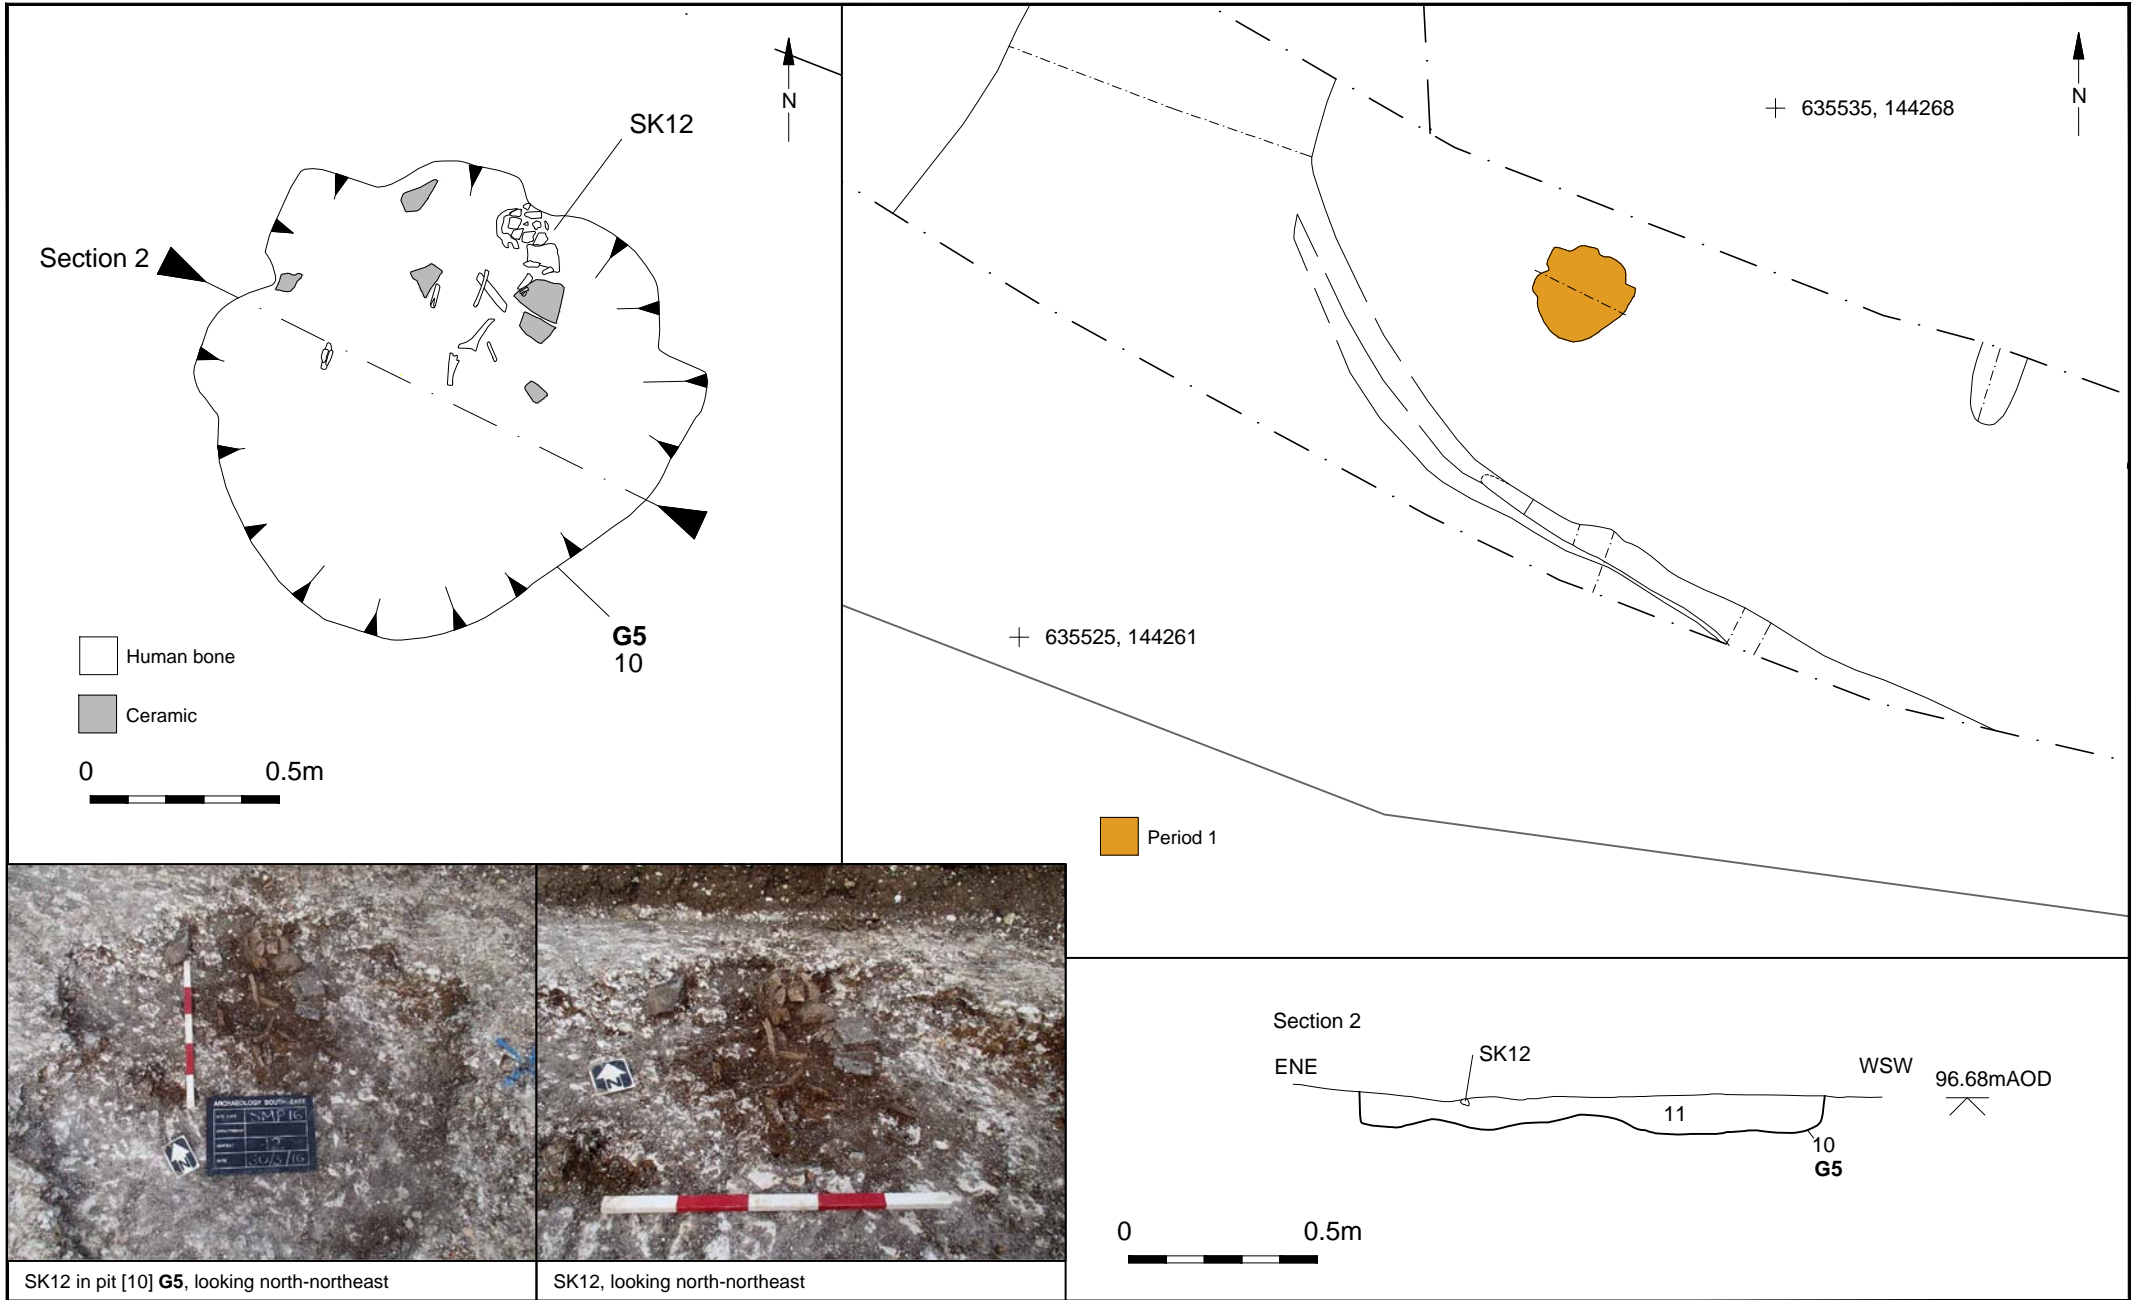 N
SK12
Section 2
G5
10
Human bone
Ceramic
0 0.5m
N
635535, 144268
635525, 144261
Period 1
ARCHAEOLOGY SOUTH-EAST
SMP16
12
N
N
SK12 in pit [10] G5, looking north-northeast
SK12, looking north-northeast
Section 2
ENE
SK12
WSW
96.68mAOD
11
10
G5
0 0.5m